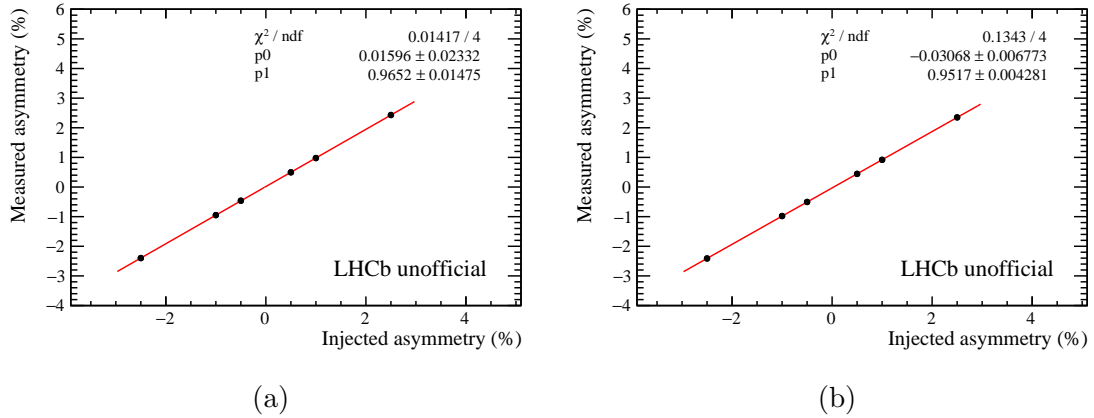 6
5
4
3
2
1
0
−1
−2
−3
−4
Measured asymmetry (%)
χ² / ndf 0.01417 / 4
p0 0.01596 ± 0.02332
p1 0.9652 ± 0.01475
LHCb unofficial
−2 0 2 4
Injected asymmetry (%)
(a)
6
5
4
3
2
1
0
−1
−2
−3
−4
Measured asymmetry (%)
χ² / ndf 0.1343 / 4
p0 −0.03068 ± 0.006773
p1 0.9517 ± 0.004281
LHCb unofficial
−2 0 2 4
Injected asymmetry (%)
(b)